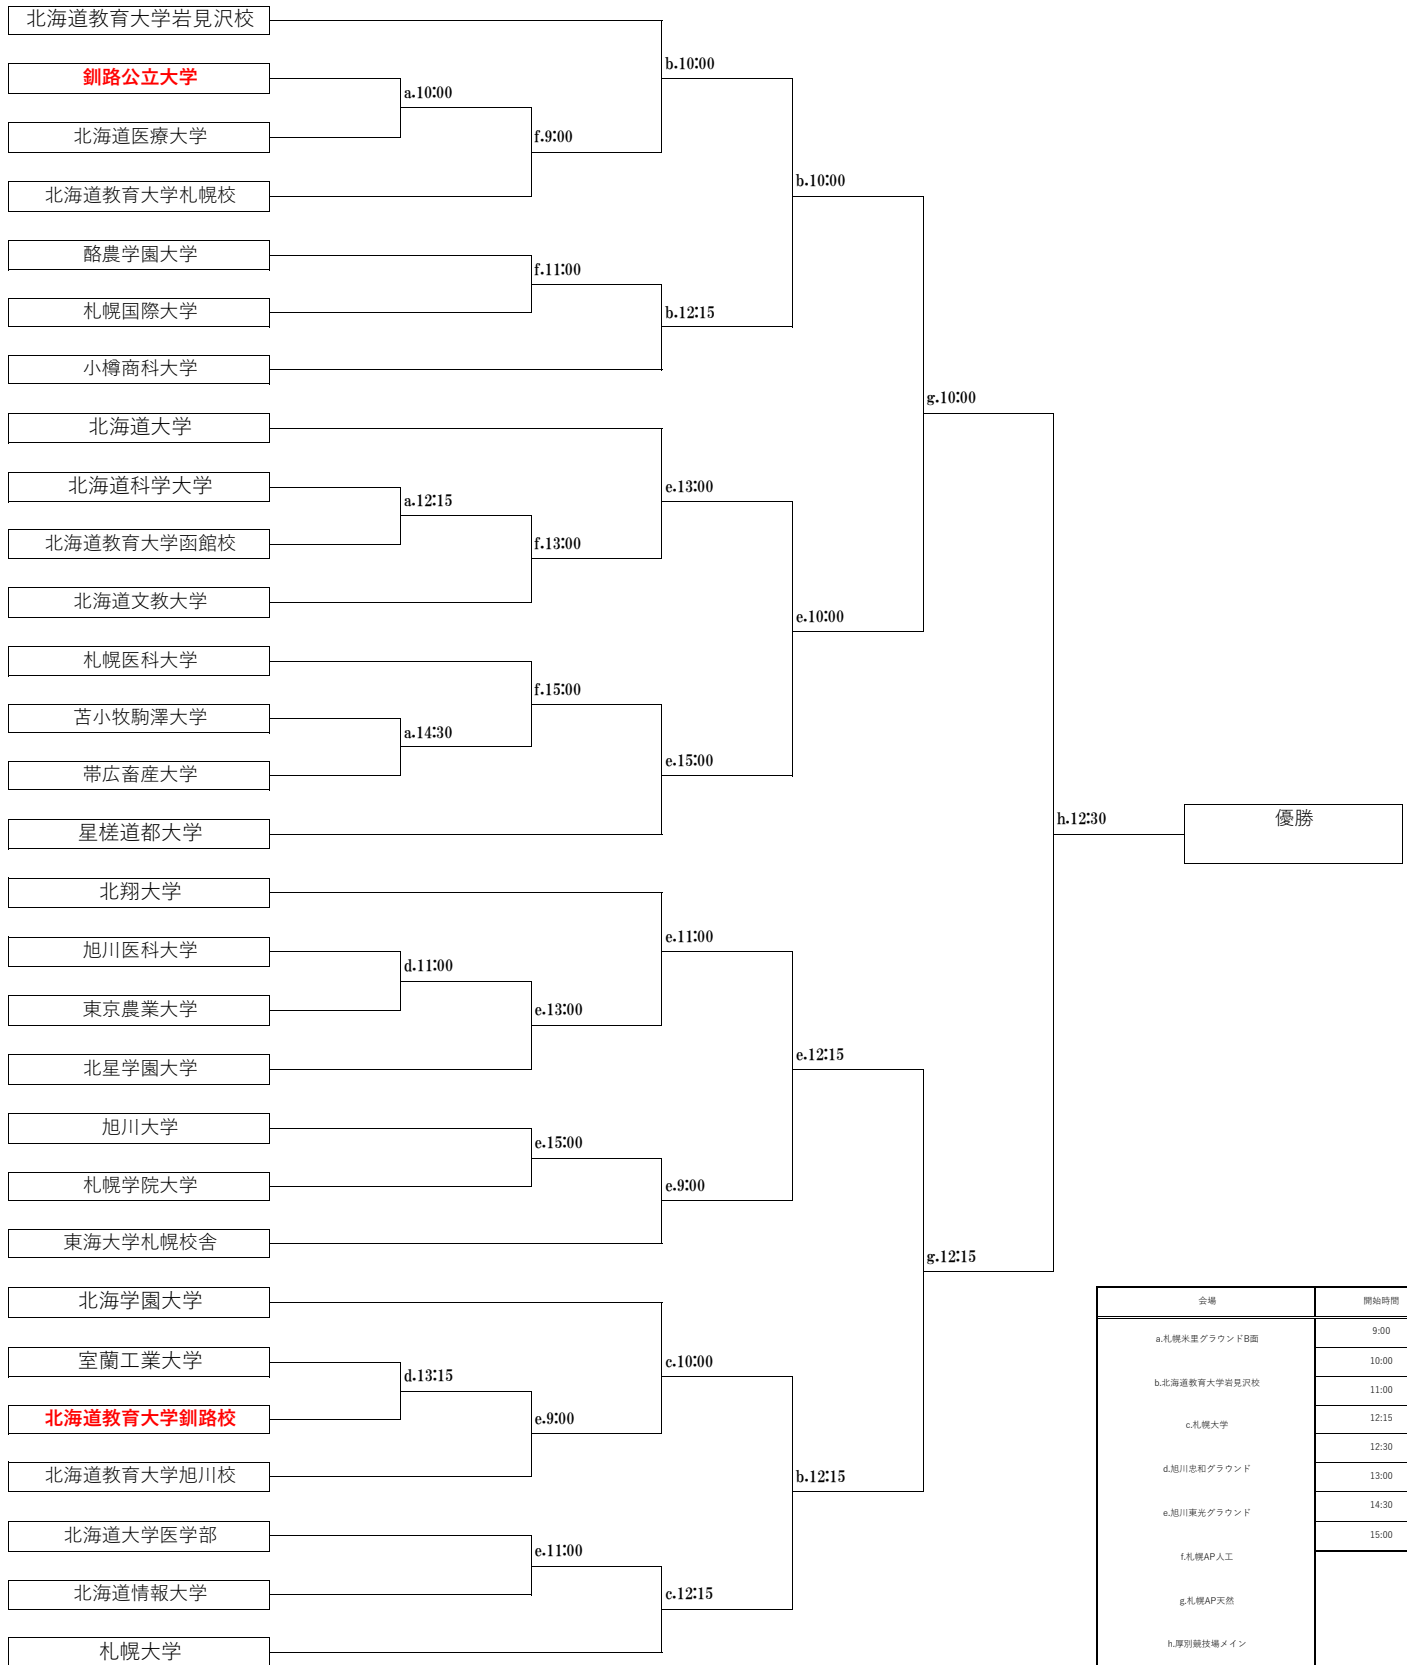 北海道教育大学岩見沢校
b.10:00
釧路公立大学
a.10:00
北海道医療大学
f.9:00
b.10:00
北海道教育大学札幌校
酪農学園大学
f.11:00
札幌国際大学
b.12:15
小樽商科大学
g.10:00
北海道大学
北海道科学大学
e.13:00
a.12:15
北海道教育大学函館校
f.13:00
北海道文教大学
e.10:00
札幌医科大学
f.15:00
苫小牧駒澤大学
a.14:30
帯広畜産大学
e.15:00
星槎道都大学
h.12:30
優勝
北翔大学
e.11:00
旭川医科大学
d.11:00
東京農業大学
e.13:00
e.12:15
北星学園大学
旭川大学
e.15:00
札幌学院大学
e.9:00
東海大学札幌校舎
g.12:15
北海学園大学
室蘭工業大学
c.10:00
d.13:15
北海道教育大学釧路校
e.9:00
北海道教育大学旭川校
b.12:15
北海道大学医学部
e.11:00
北海道情報大学
c.12:15
札幌大学
会場
a.札幌米里グラウンドB面
b.北海道教育大学岩見沢校
c.札幌大学
d.旭川忠和グラウンド
e.旭川東光グラウンド
f.札幌AP人工
g.札幌AP天然
h.厚別競技場メイン
開始時間
9:00
10:00
11:00
12:15
12:30
13:00
14:30
15:00